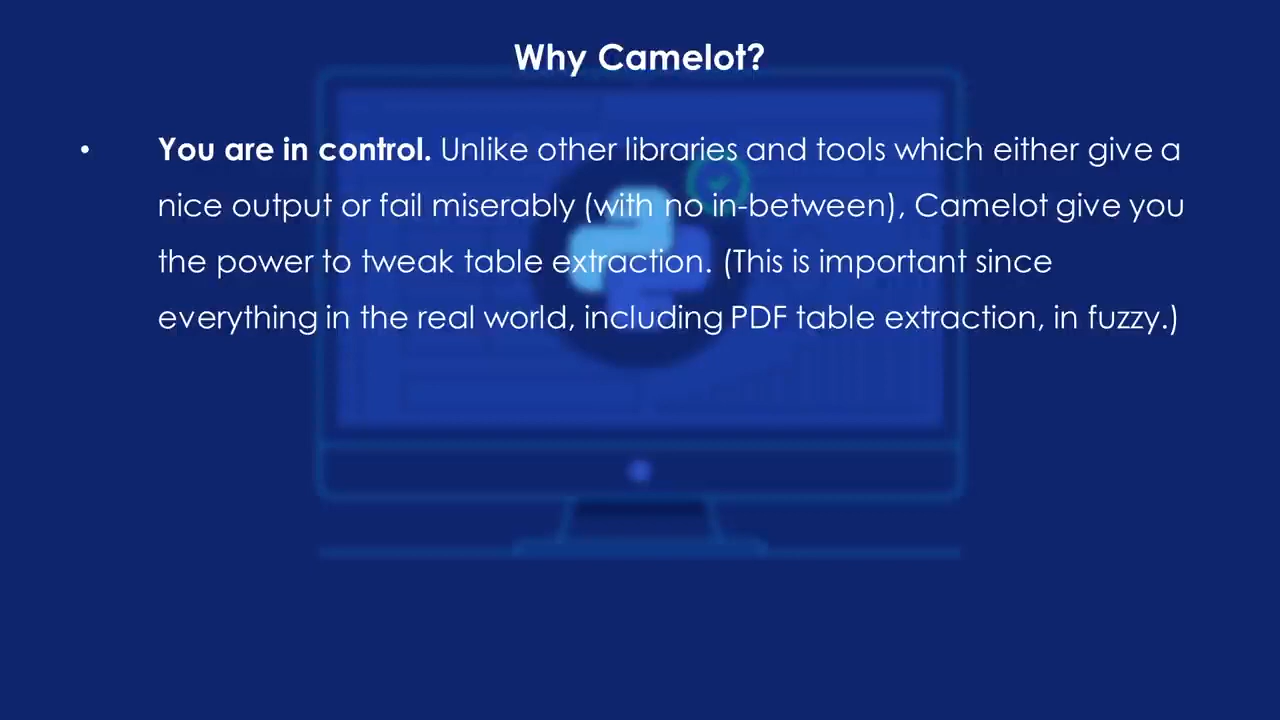 Why Camelot?
• You are in control. Unlike other libraries and tools which either give a
nice output or fail miserably (with no in-between), Camelot give you
the power to tweak table extraction. (This is important since
everything in the real world, including PDF table extraction, in fuzzy.)